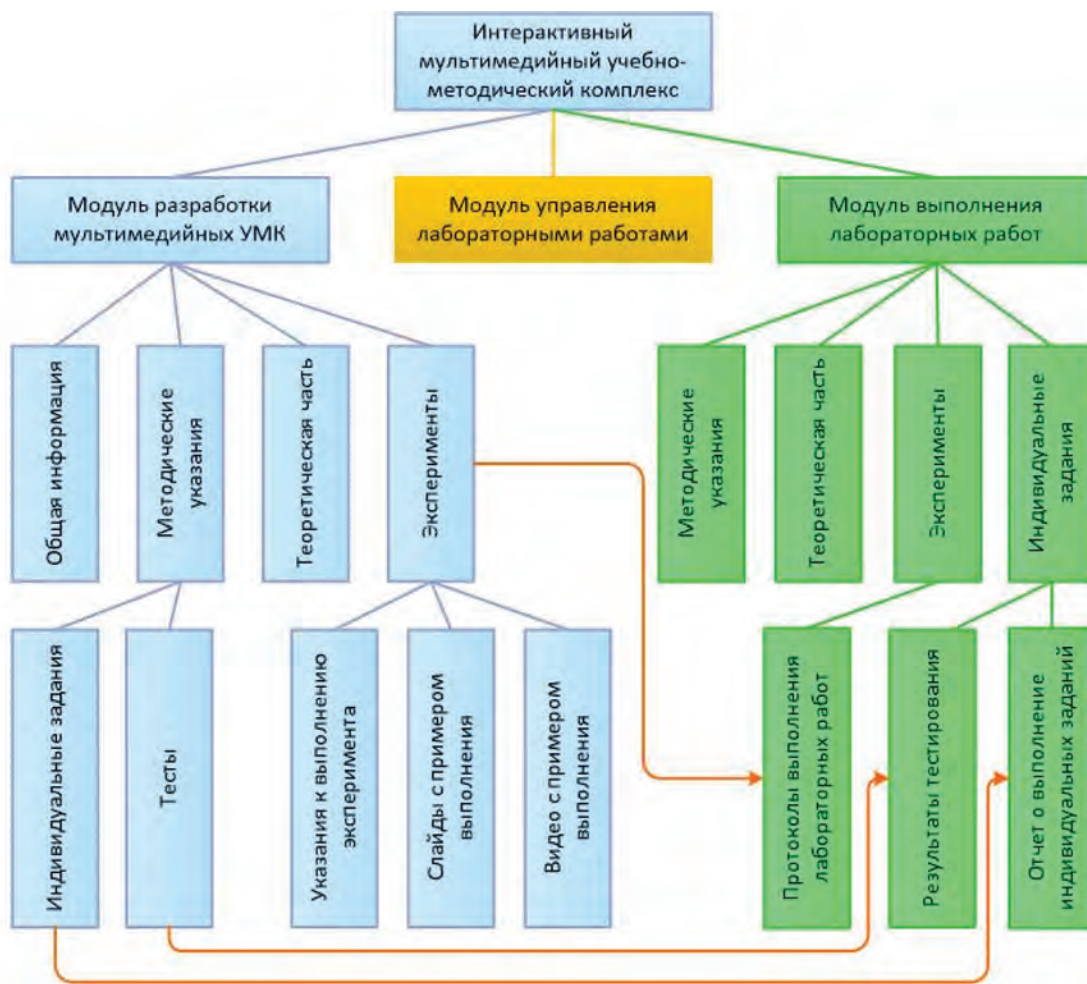 Интерактивный
мультимедийный учебно-
методический комплекс
Модуль разработки
мультимедийных УМК
Модуль управления
лабораторными работами
Модуль выполнения
лабораторных работ
Общая информация
Методические
указания
Теоретическая часть
Эксперименты
Методические
указания
Теоретическая часть
Эксперименты
Индивидуальные
задания
Индивидуальные задания
Тесты
Указания к выполнению
эксперимента
Слайды с примером
выполнения
Видео с примером
выполнения
Протоколы выполнения
лабораторных работ
Результаты тестирования
Отчет о выполнение
индивидуальных заданий